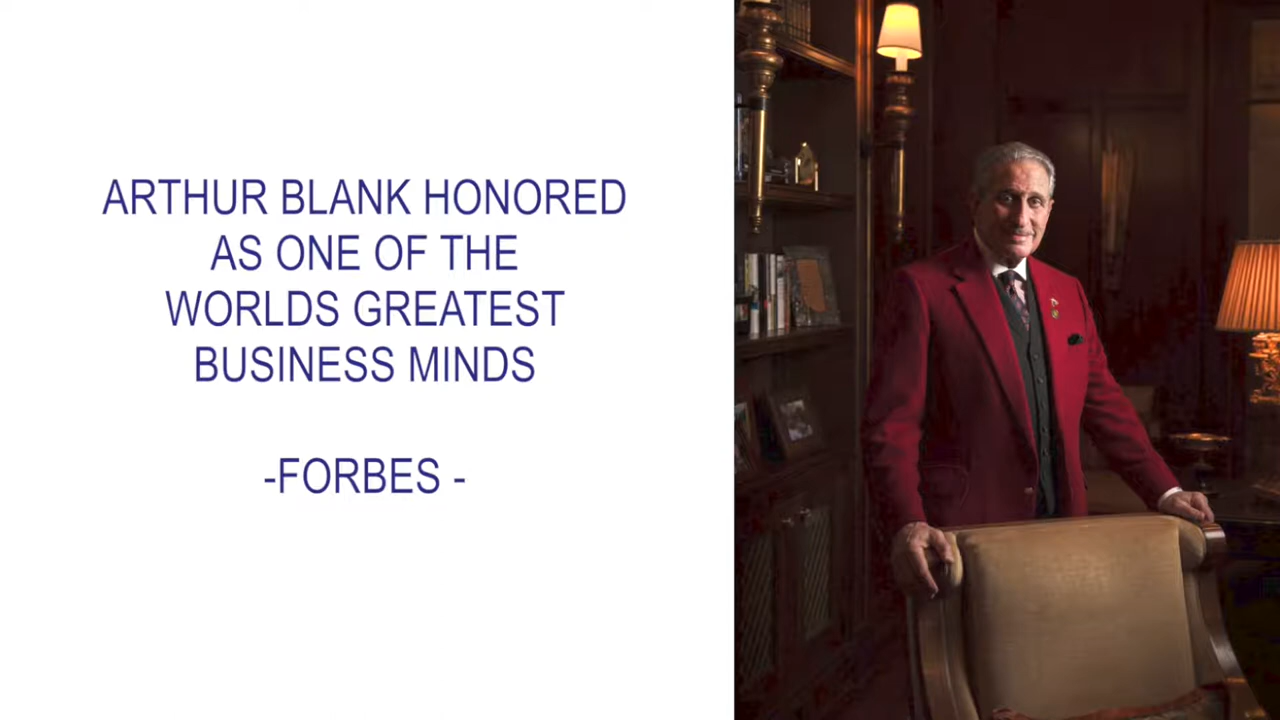 ARTHUR BLANK HONORED
AS ONE OF THE
WORLDS GREATEST
BUSINESS MINDS
-FORBES -